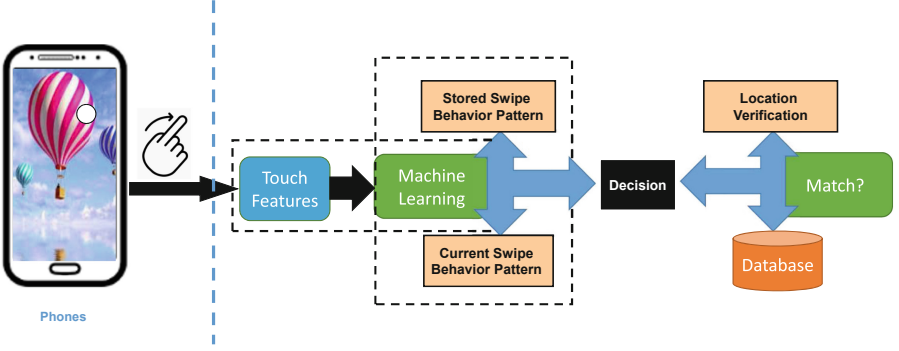 Phones
Touch
Features
Stored Swipe
Behavior Pattern
Machine
Learning
Current Swipe
Behavior Pattern
Decision
Location
Verification
Match?
Database